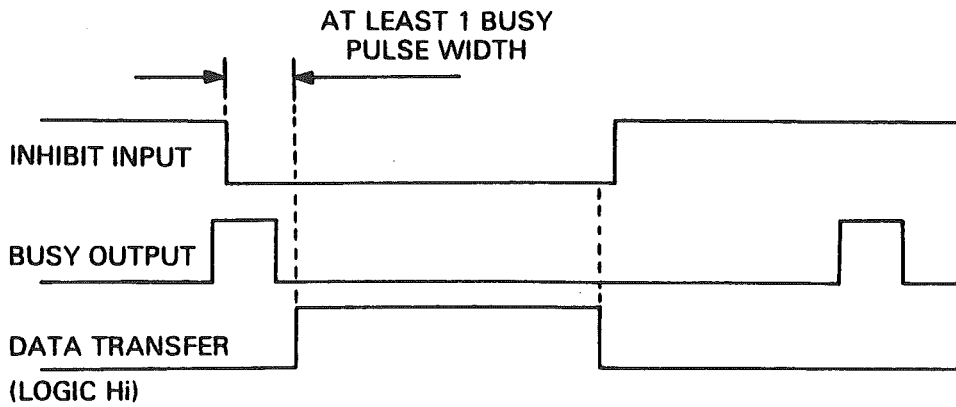 AT LEAST 1 BUSY
PULSE WIDTH
INHIBIT INPUT
BUSY OUTPUT
DATA TRANSFER
(LOGIC Hi)